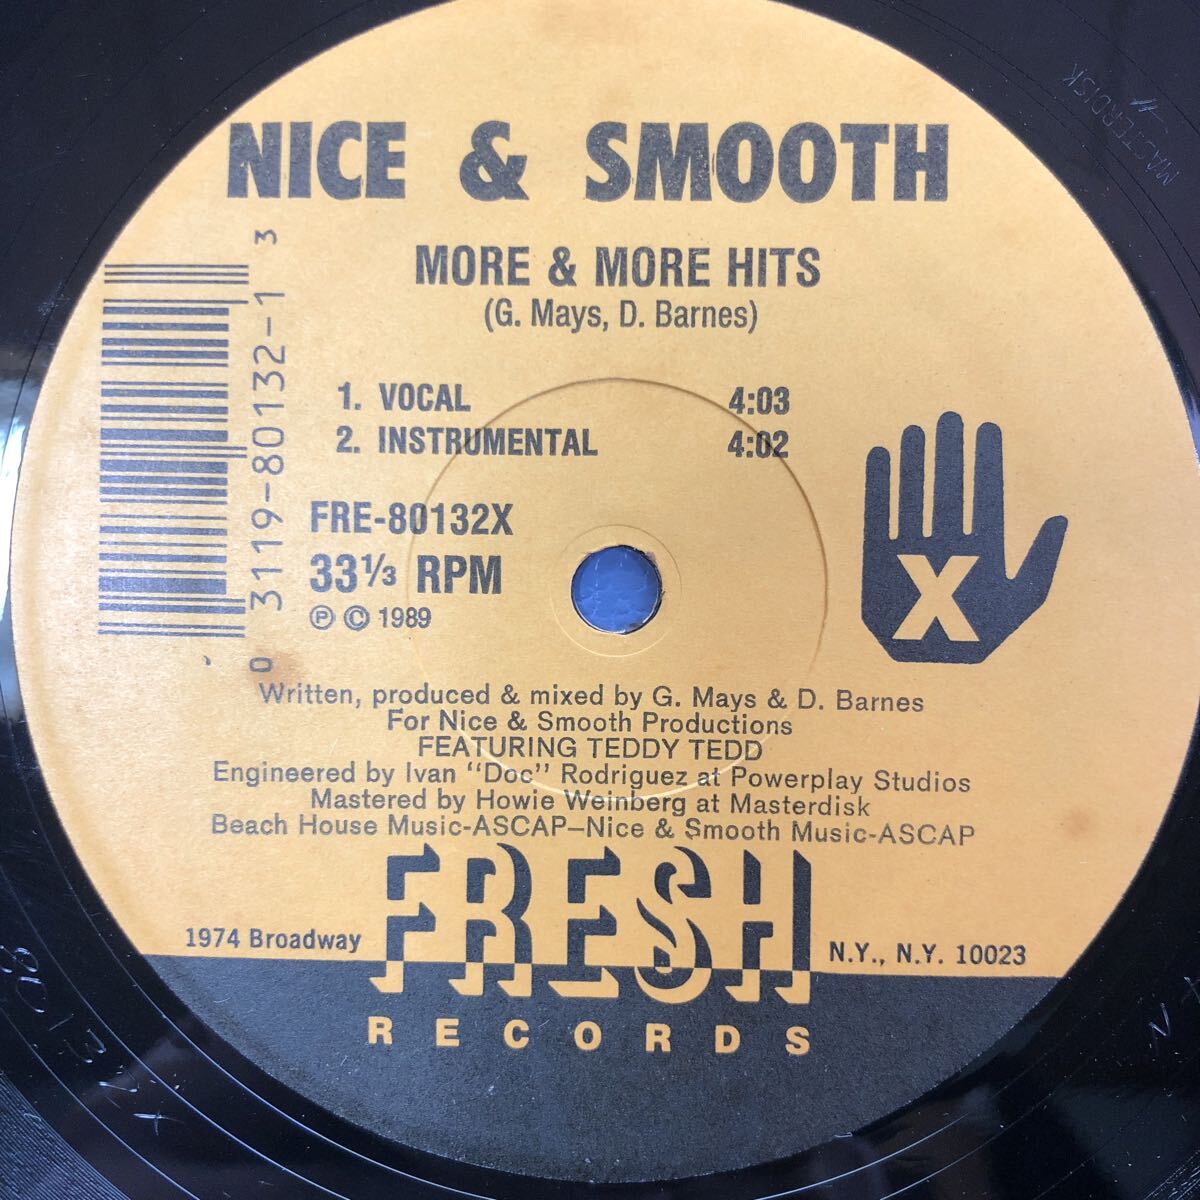 NICE & SMOOTH
MORE & MORE HITS
(G. Mays, D. Barnes)
1. VOCAL 4:03
2. INSTRUMENTAL 4:02
FRE-80132X
33⅓ RPM
Ⓟ © 1989
0 3119-80132-1 3
X
Written, produced & mixed by G. Mays & D. Barnes
For Nice & Smooth Productions
FEATURING TEDDY TEDD
Engineered by Ivan "Doc" Rodriguez at Powerplay Studios
Mastered by Howie Weinberg at Masterdisk
Beach House Music-ASCAP–Nice & Smooth Music-ASCAP
1974 Broadway
FRESH
N.Y., N.Y. 10023
RECORDS
MASTERDISK